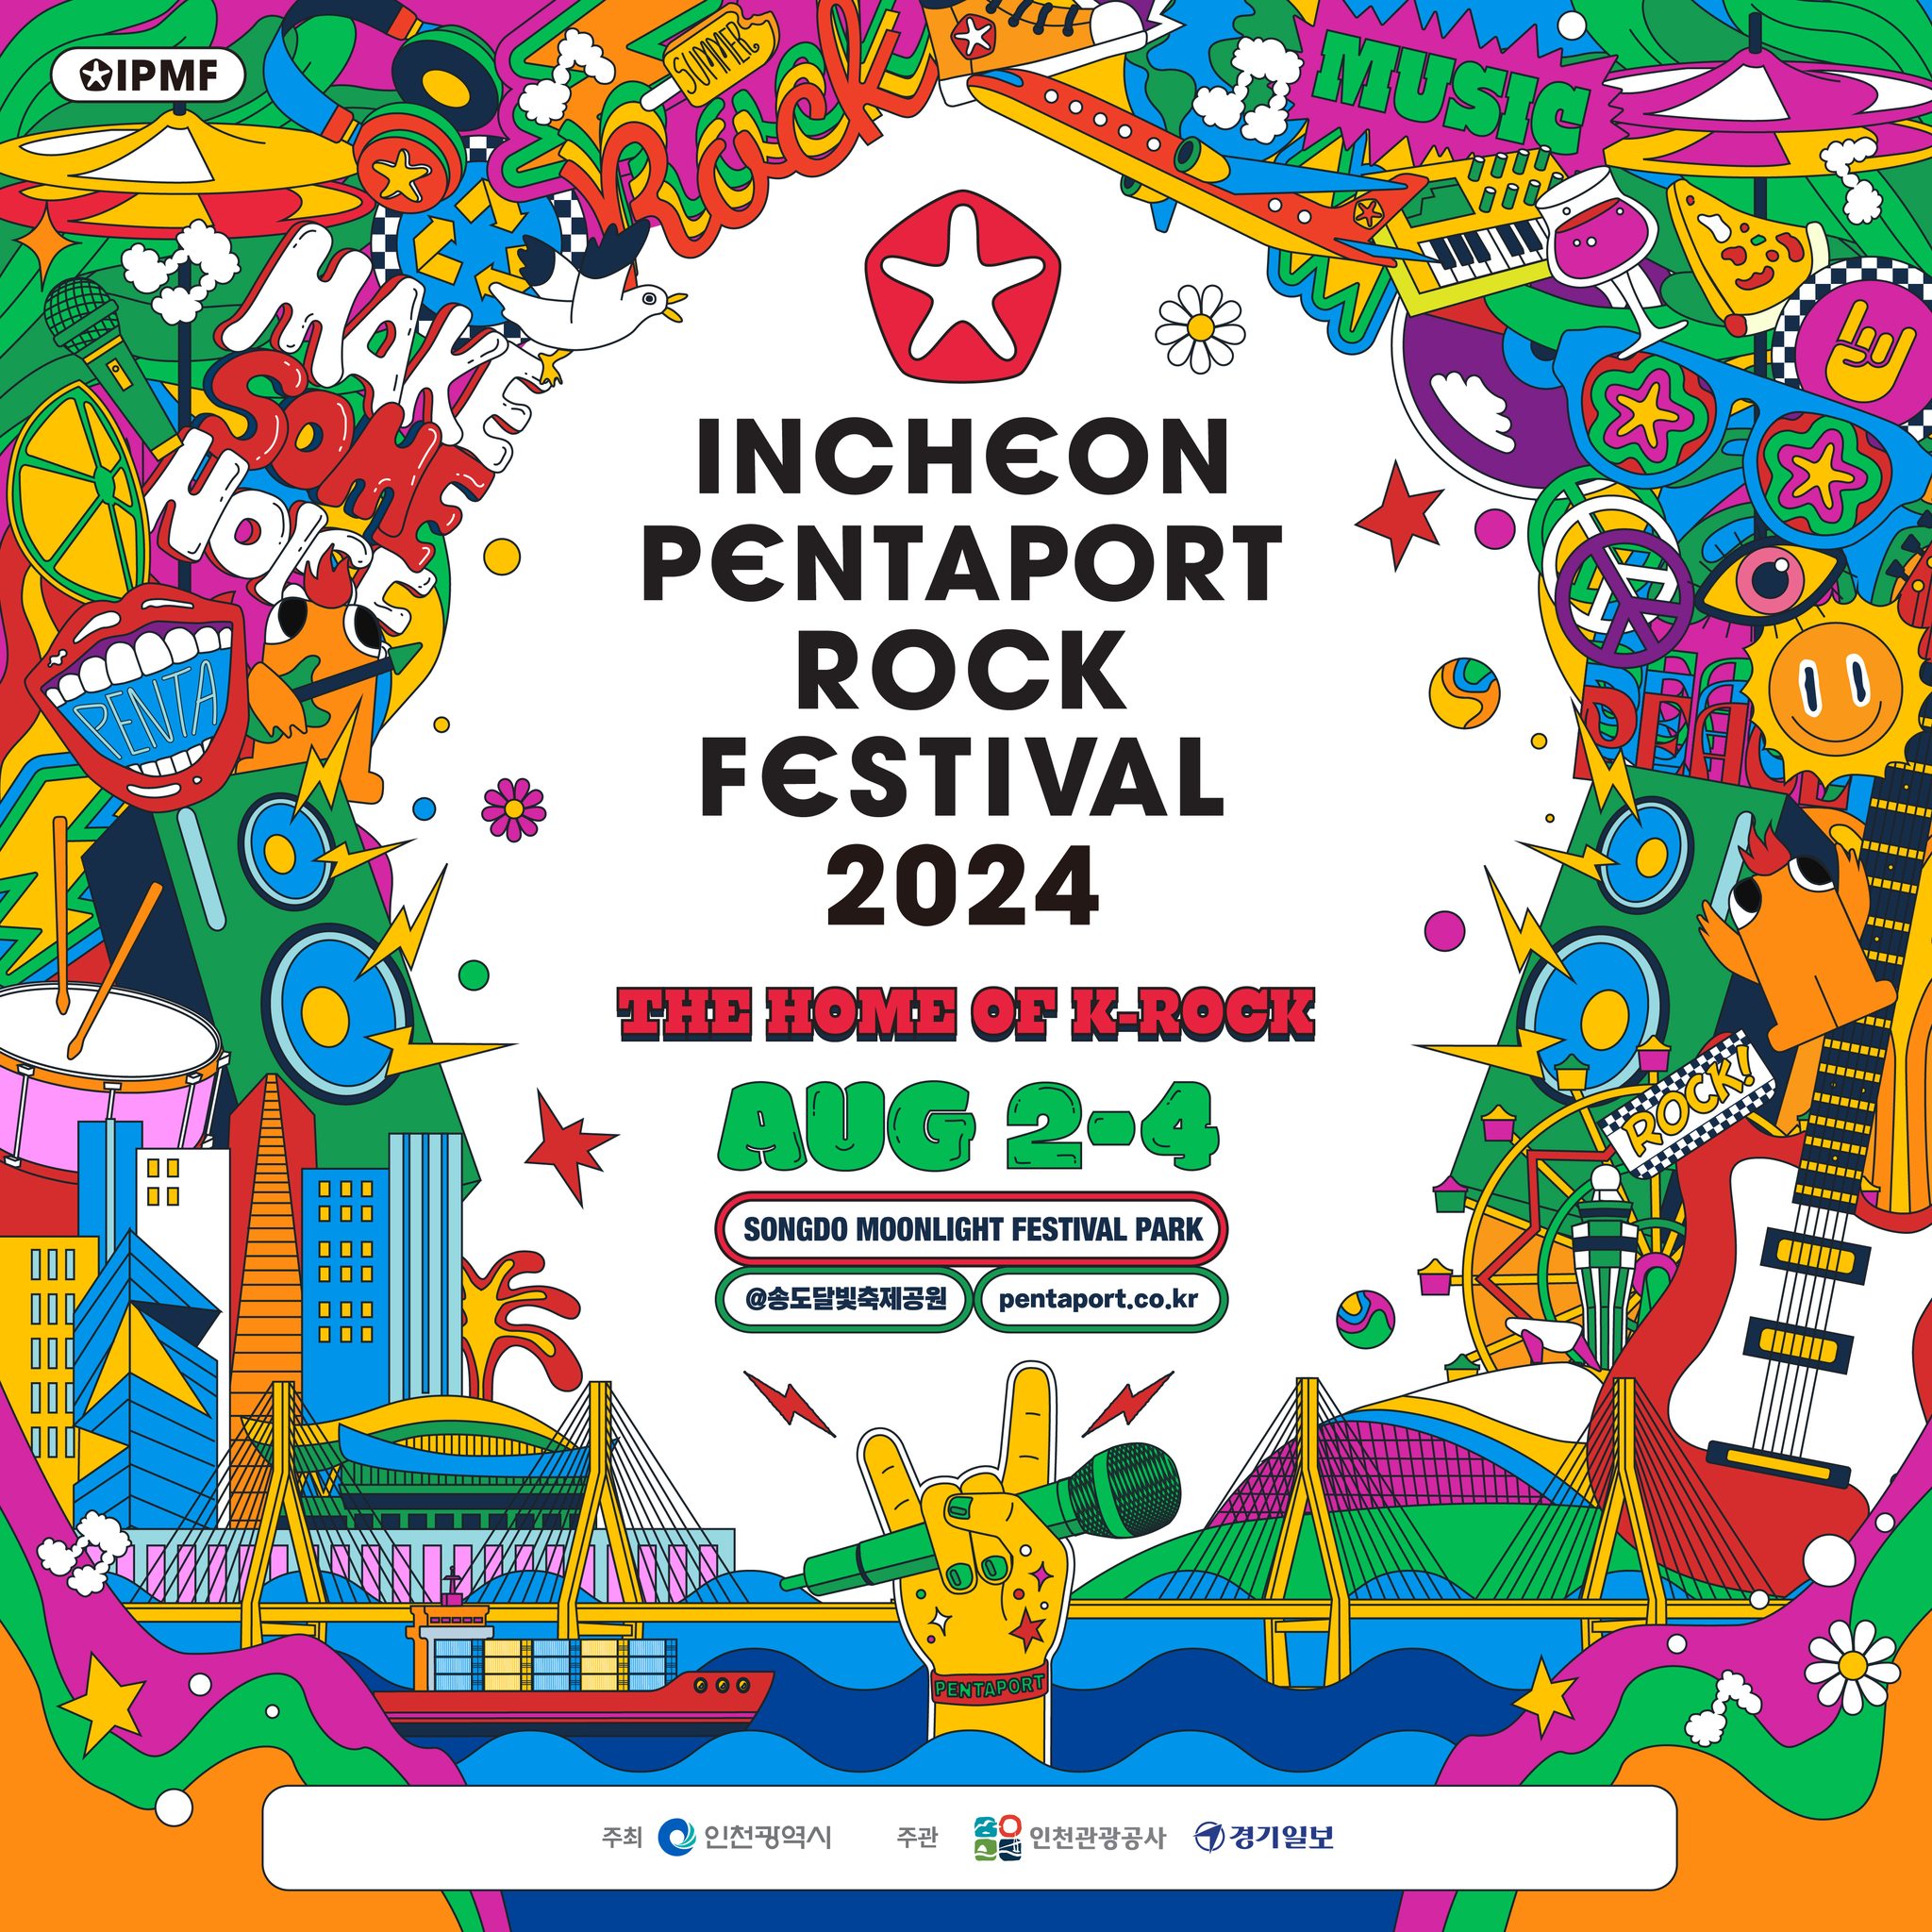 IPMF
SUMMER
Rock
MUSIC
MAKE
SOME
NOISE
PENTA
INCHEON
PENTAPORT
ROCK
FESTIVAL
2024
THE HOME OF K-ROCK
AUG 2-4
SONGDO MOONLIGHT FESTIVAL PARK
@송도달빛축제공원 pentaport.co.kr
PEACE
ROCK!
PENTAPORT
주최 인천광역시 주관 인천관광공사 경기일보